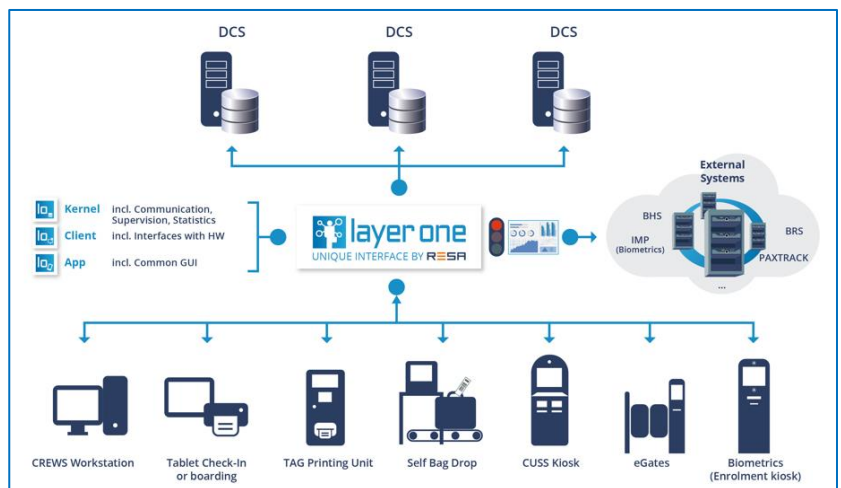 DCS
DCS
DCS
Kernel incl. Communication,
Supervision, Statistics
Client incl. Interfaces with HW
App incl. Common GUI
layer one
UNIQUE INTERFACE BY RESA
External
Systems
BHS
BRS
IMP
(Biometrics)
PAXTRACK
...
CREWS Workstation
Tablet Check-In
or boarding
TAG Printing Unit
Self Bag Drop
CUSS Kiosk
eGates
Biometrics
(Enrolment kiosk)